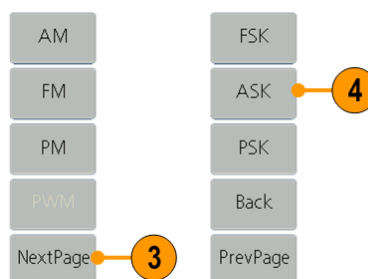 AM
FM
PM
PWM
NextPage
3
FSK
ASK
4
PSK
Back
PrevPage